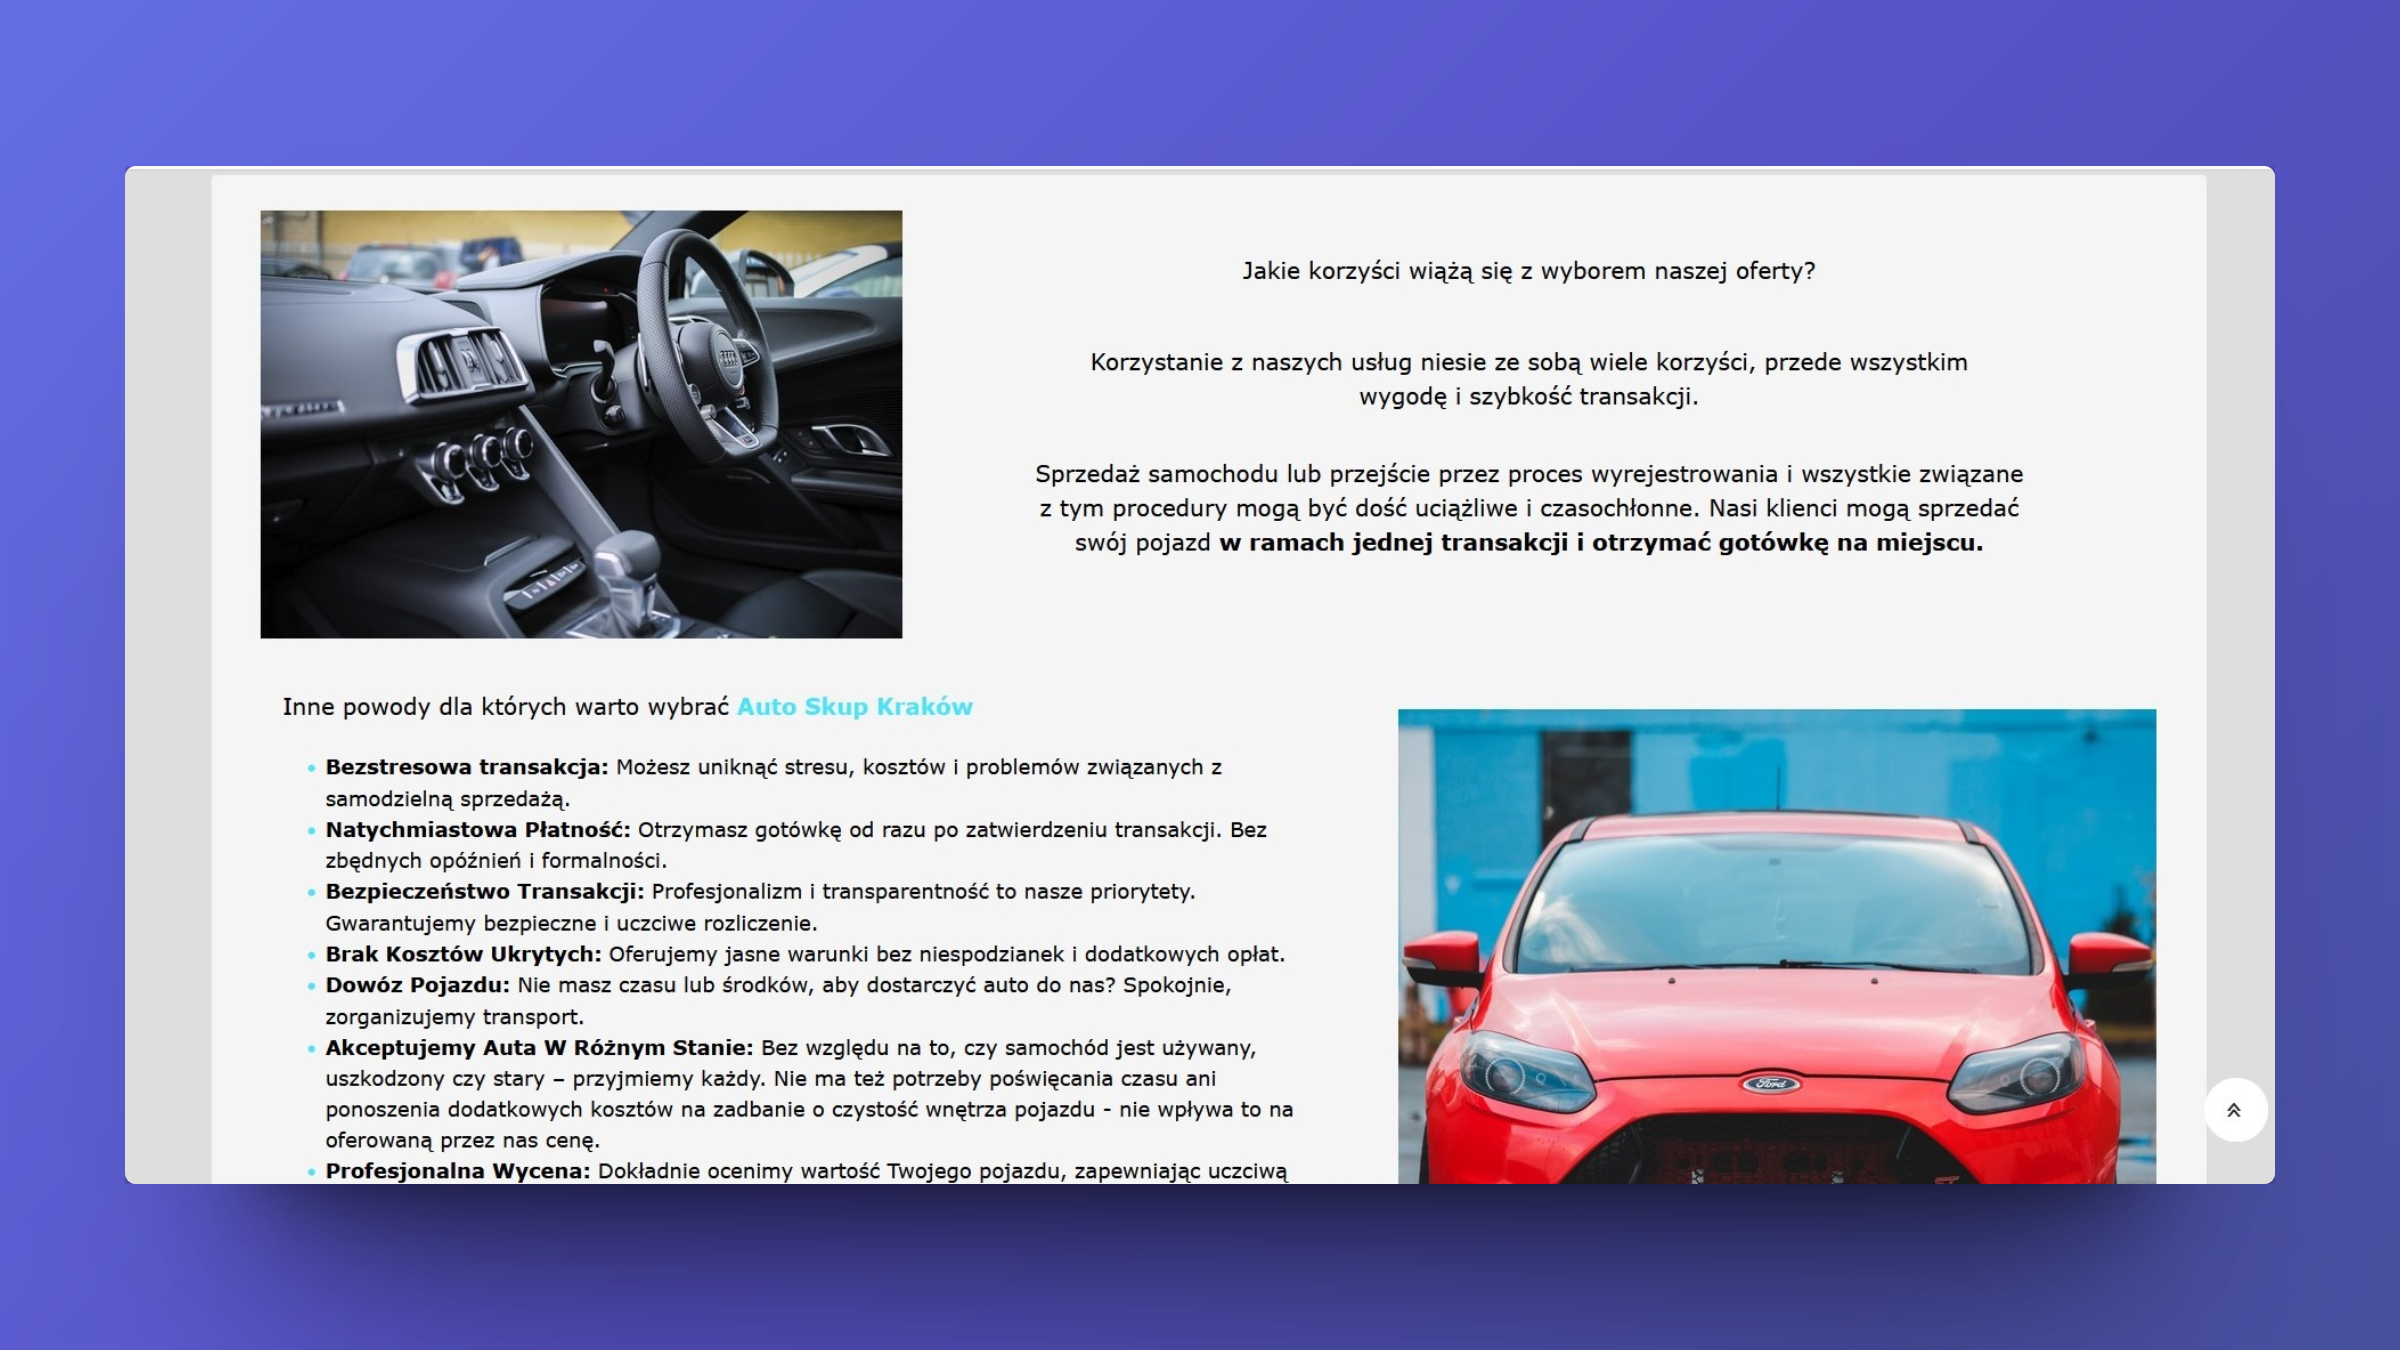 Jakie korzyści wiążą się z wyborem naszej oferty?
Korzystanie z naszych usług niesie ze sobą wiele korzyści, przede wszystkim
wygodę i szybkość transakcji.
Sprzedaż samochodu lub przejście przez proces wyrejestrowania i wszystkie związane
z tym procedury mogą być dość uciążliwe i czasochłonne. Nasi klienci mogą sprzedać
swój pojazd w ramach jednej transakcji i otrzymać gotówkę na miejscu.
Inne powody dla których warto wybrać Auto Skup Kraków
• Bezstresowa transakcja: Możesz uniknąć stresu, kosztów i problemów związanych z
samodzielną sprzedażą.
• Natychmiastowa Płatność: Otrzymasz gotówkę od razu po zatwierdzeniu transakcji. Bez
zbędnych opóźnień i formalności.
• Bezpieczeństwo Transakcji: Profesjonalizm i transparentność to nasze priorytety.
Gwarantujemy bezpieczne i uczciwe rozliczenie.
• Brak Kosztów Ukrytych: Oferujemy jasne warunki bez niespodzianek i dodatkowych opłat.
• Dowóz Pojazdu: Nie masz czasu lub środków, aby dostarczyć auto do nas? Spokojnie,
zorganizujemy transport.
• Akceptujemy Auta W Różnym Stanie: Bez względu na to, czy samochód jest używany,
uszkodzony czy stary – przyjmiemy każdy. Nie ma też potrzeby poświęcania czasu ani
ponoszenia dodatkowych kosztów na zadbanie o czystość wnętrza pojazdu - nie wpływa to na
oferowaną przez nas cenę.
• Profesjonalna Wycena: Dokładnie ocenimy wartość Twojego pojazdu, zapewniając uczciwą
Ford